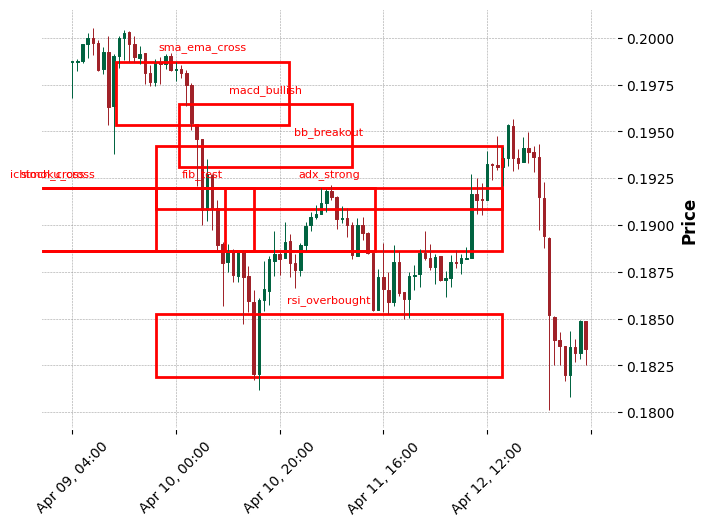 sma_ema_cross
macd_bullish
bb_breakout
ichimoku_cross
fib_test
adx_strong
rsi_overbought
0.2000
0.1975
0.1950
0.1925
0.1900
0.1875
0.1850
0.1825
0.1800
Price
Apr 09, 04:00
Apr 10, 00:00
Apr 10, 20:00
Apr 11, 16:00
Apr 12, 12:00